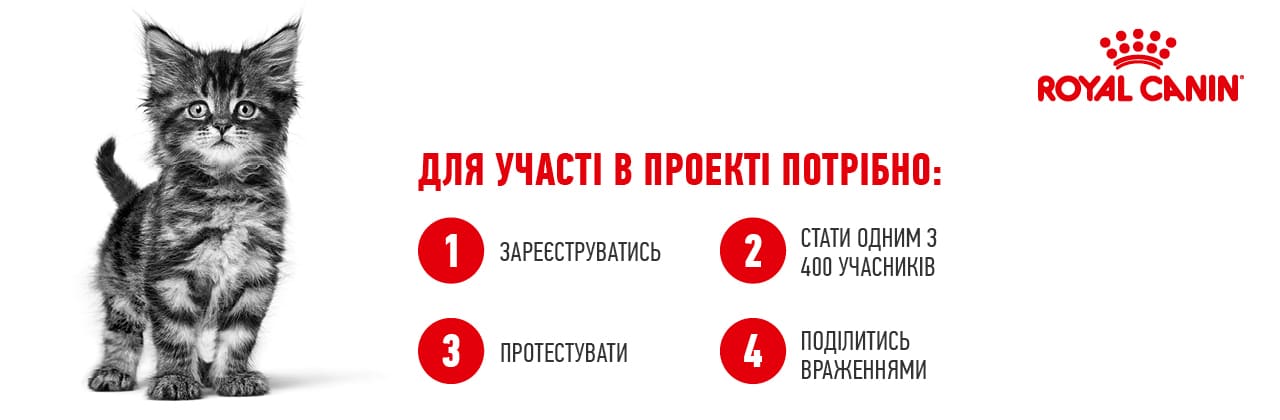 ROYAL CANIN®
ДЛЯ УЧАСТІ В ПРОЕКТІ ПОТРІБНО:
1 ЗАРЕЄСТРУВАТИСЬ
2 СТАТИ ОДНИМ З
400 УЧАСНИКІВ
3 ПРОТЕСТУВАТИ
4 ПОДІЛИТИСЬ
ВРАЖЕННЯМИ